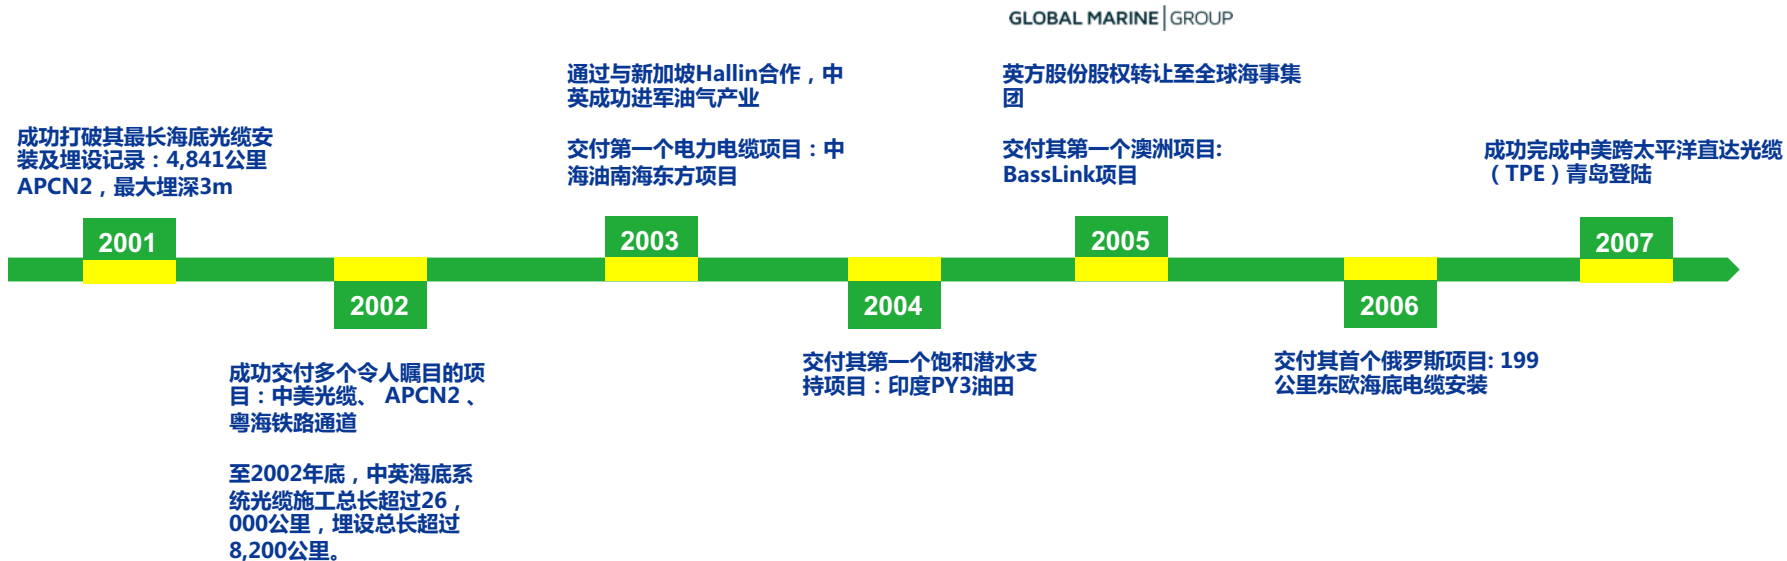 GLOBAL MARINE GROUP
成功打破其最长海底光缆安
装及埋设记录：4,841公里
APCN2，最大埋深3m
2001
2002
成功交付多个令人瞩目的项
目：中美光缆、 APCN2 、
粤海铁路通道
至2002年底，中英海底系
统光缆施工总长超过26，
000公里，埋设总长超过
8,200公里。
通过与新加坡Hallin合作，中
英成功进军油气产业
交付第一个电力电缆项目：中
海油南海东方项目
2003
2004
交付其第一个饱和潜水支
持项目：印度PY3油田
英方股份股权转让至全球海事集
团
交付其第一个澳洲项目:
BassLink项目
2005
2006
交付其首个俄罗斯项目: 199
公里东欧海底电缆安装
成功完成中美跨太平洋直达光缆
（TPE）青岛登陆
2007